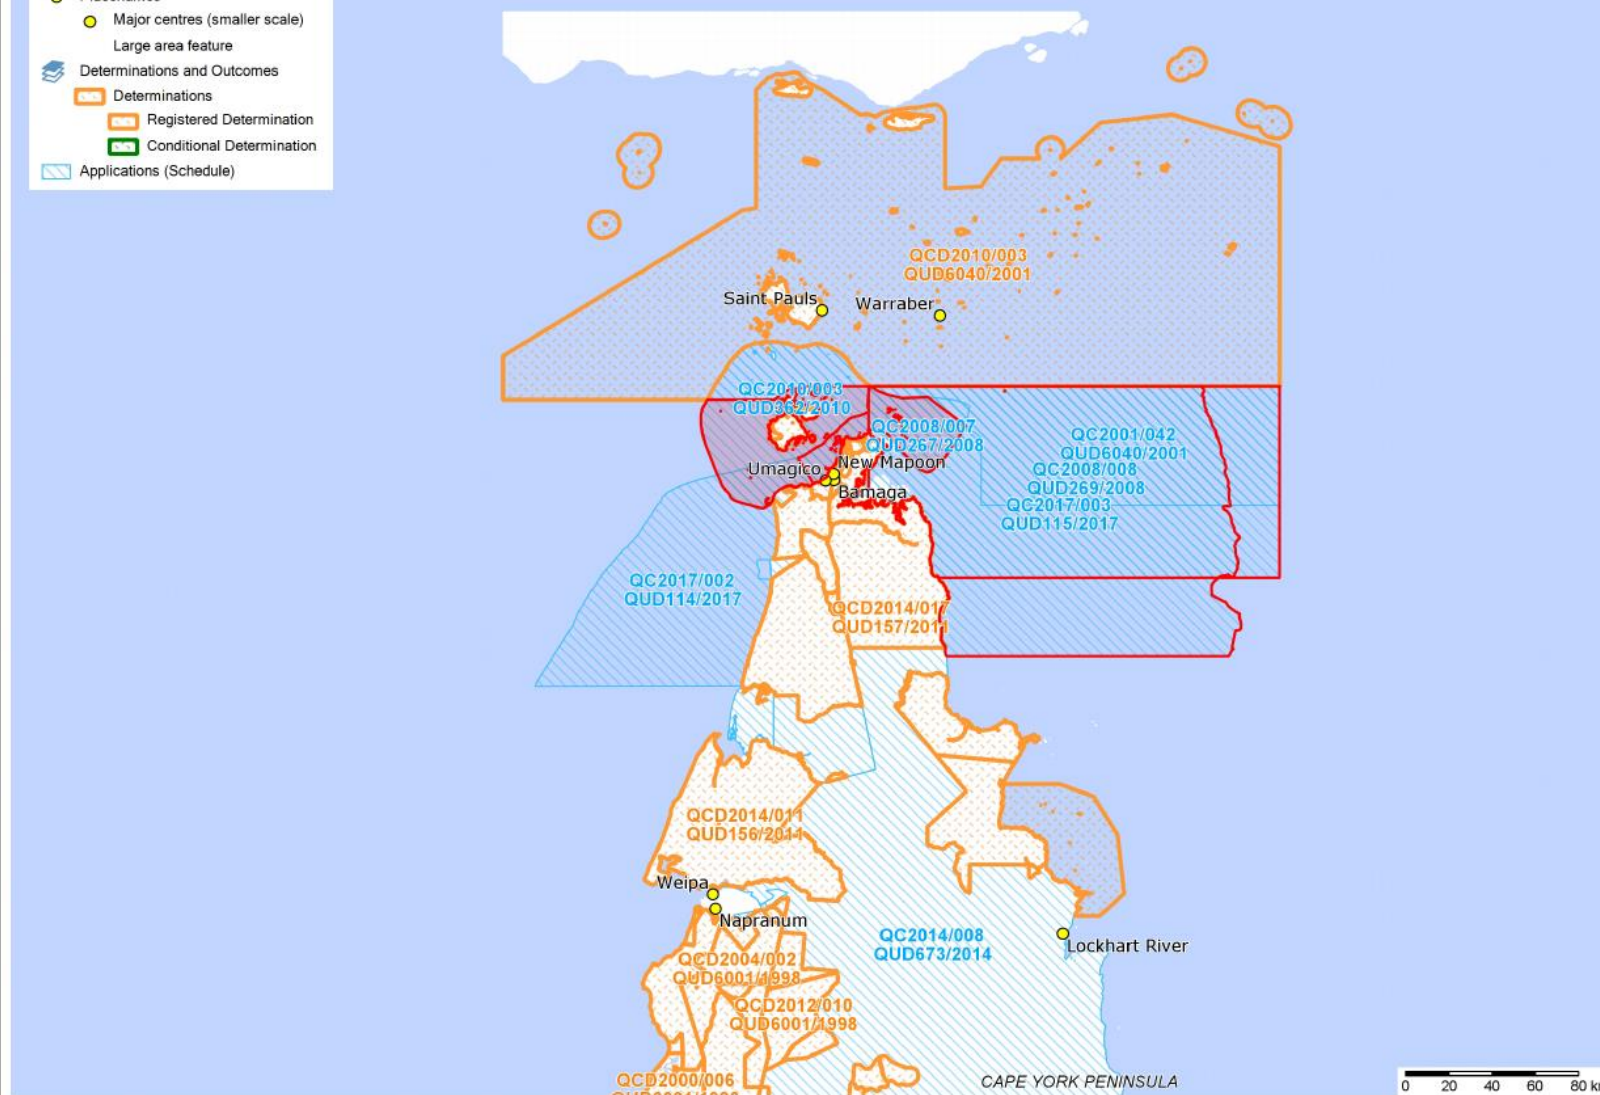 Major centres (smaller scale)
Large area feature
Determinations and Outcomes
Determinations
Registered Determination
Conditional Determination
Applications (Schedule)
QCD2010/003
QUD6040/2001
Saint Pauls
Warraber
QC2010/003
QUD362/2010
QC2008/007
QUD267/2008
QC2001/042
QUD6040/2001
QC2008/008
QUD269/2008
QC2017/003
QUD115/2017
Umagico
New Mapoon
Bamaga
QC2017/002
QUD114/2017
QCD2014/017
QUD157/2011
QCD2014/011
QUD156/2011
Weipa
Napranum
QC2014/008
QUD673/2014
Lockhart River
QCD2004/002
QUD6001/1998
QCD2012/010
QUD6001/1998
QCD2000/006
CAPE YORK PENINSULA
0 20 40 60 80